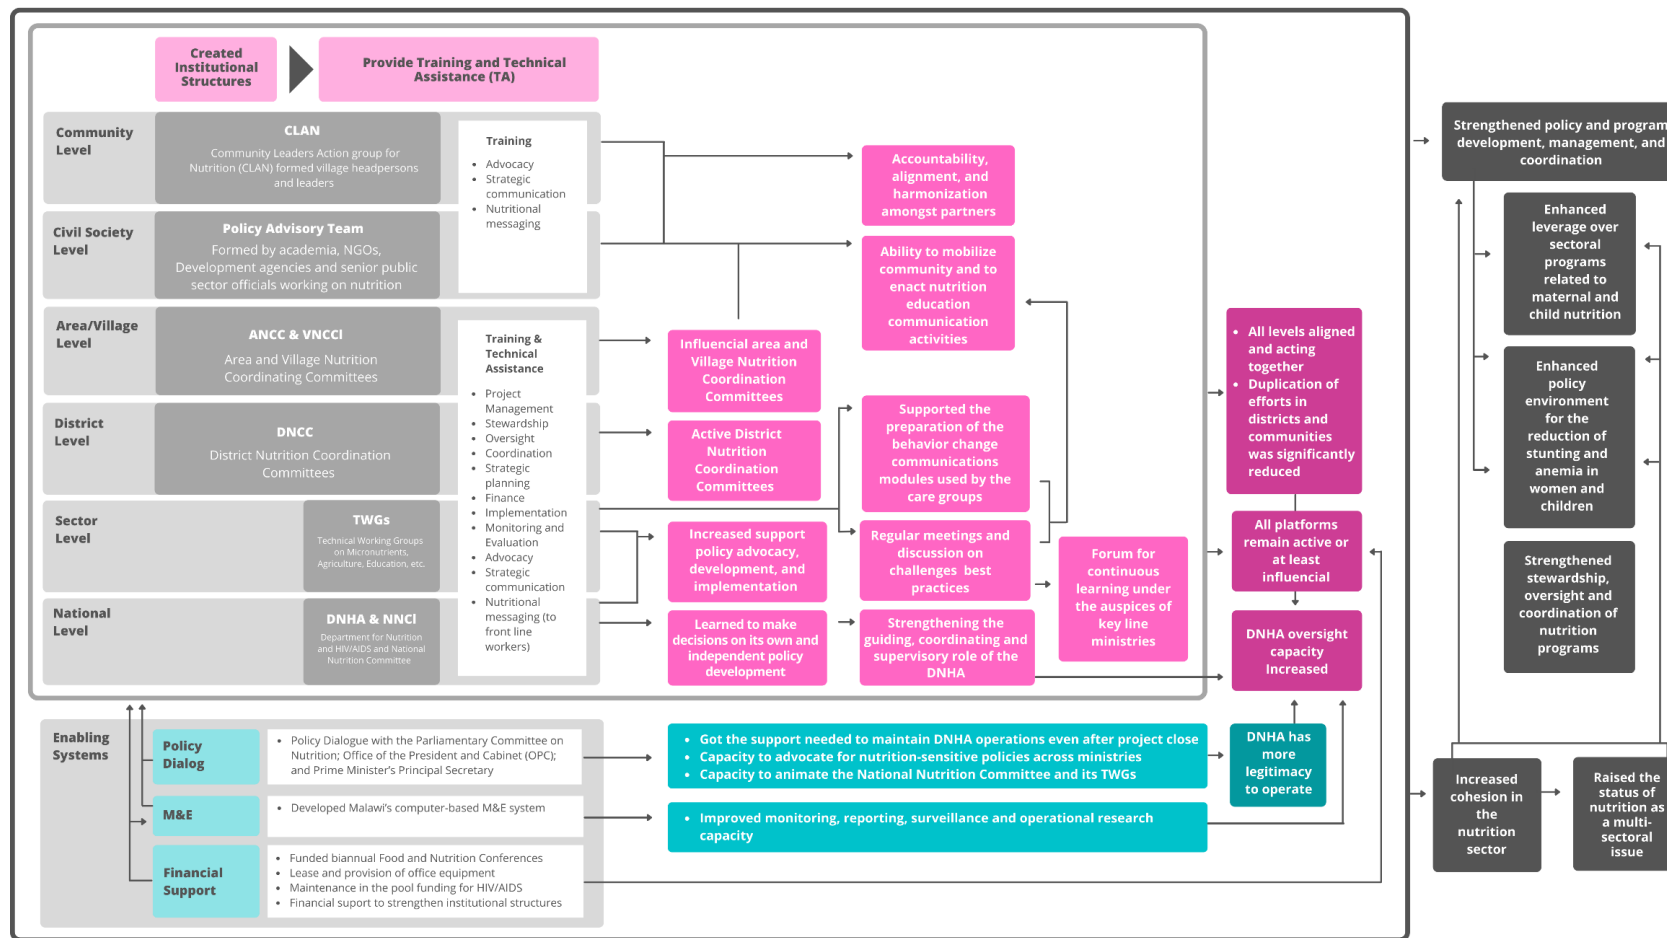 Created
Institutional
Structures
Provide Training and Technical
Assistance (TA)
Community
Level
CLAN
Community Leaders Action group for
Nutrition (CLAN) formed village headpersons
and leaders
Training
• Advocacy
• Strategic
communication
• Nutritional
messaging
Civil Society
Level
Policy Advisory Team
Formed by academia, NGOs,
Development agencies and senior public
sector officials working on nutrition
Area/Village
Level
ANCC & VNCCl
Area and Village Nutrition
Coordinating Committees
Training &
Technical
Assistance
• Project
Management
• Stewardship
• Oversight
• Coordination
• Strategic
planning
• Finance
• Implementation
• Monitoring and
Evaluation
• Advocacy
• Strategic
communication
• Nutritional
messaging (to
front line
workers)
District
Level
DNCC
District Nutrition Coordination
Committees
Sector
Level
TWGs
Technical Working Groups
on Micronutrients,
Agriculture, Education, etc.
National
Level
DNHA & NNCl
Department for Nutrition
and HIV/AIDS and National
Nutrition Committee
Accountability,
alignment, and
harmonization
amongst partners
Ability to mobilize
community and to
enact nutrition
education
communication
activities
Influencial area and
Village Nutrition
Coordination
Committees
Active District
Nutrition
Coordination
Committees
Supported the
preparation of the
behavior change
communications
modules used by the
care groups
Increased support
policy advocacy,
development, and
implementation
Regular meetings and
discussion on
challenges best
practices
Forum for
continuous
learning under
the auspices of
key line
ministries
Learned to make
decisions on its own and
independent policy
development
Strengthening the
guiding, coordinating and
supervisory role of the
DNHA
• All levels aligned
and acting
together
• Duplication of
efforts in
districts and
communities
was significantly
reduced
All platforms
remain active or
at least
influencial
DNHA oversight
capacity
Increased
Enabling
Systems
Policy
Dialog
• Policy Dialogue with the Parliamentary Committee on
Nutrition; Office of the President and Cabinet (OPC);
and Prime Minister's Principal Secretary
M&E
• Developed Malawi's computer-based M&E system
Financial
Support
• Funded biannual Food and Nutrition Conferences
• Lease and provision of office equipment
• Maintenance in the pool funding for HIV/AIDS
• Financial suport to strengthen institutional structures
• Got the support needed to maintain DNHA operations even after project close
• Capacity to advocate for nutrition-sensitive policies across ministries
• Capacity to animate the National Nutrition Committee and its TWGs
• Improved monitoring, reporting, surveillance and operational research
capacity
DNHA has
more
legitimacy
to operate
Strengthened policy and program
development, management, and
coordination
Enhanced
leverage over
sectoral
programs
related to
maternal and
child nutrition
Enhanced
policy
environment
for the
reduction of
stunting and
anemia in
women and
children
Strengthened
stewardship,
oversight and
coordination of
nutrition
programs
Increased
cohesion in
the
nutrition
sector
Raised the
status of
nutrition as
a multi-
sectoral
issue